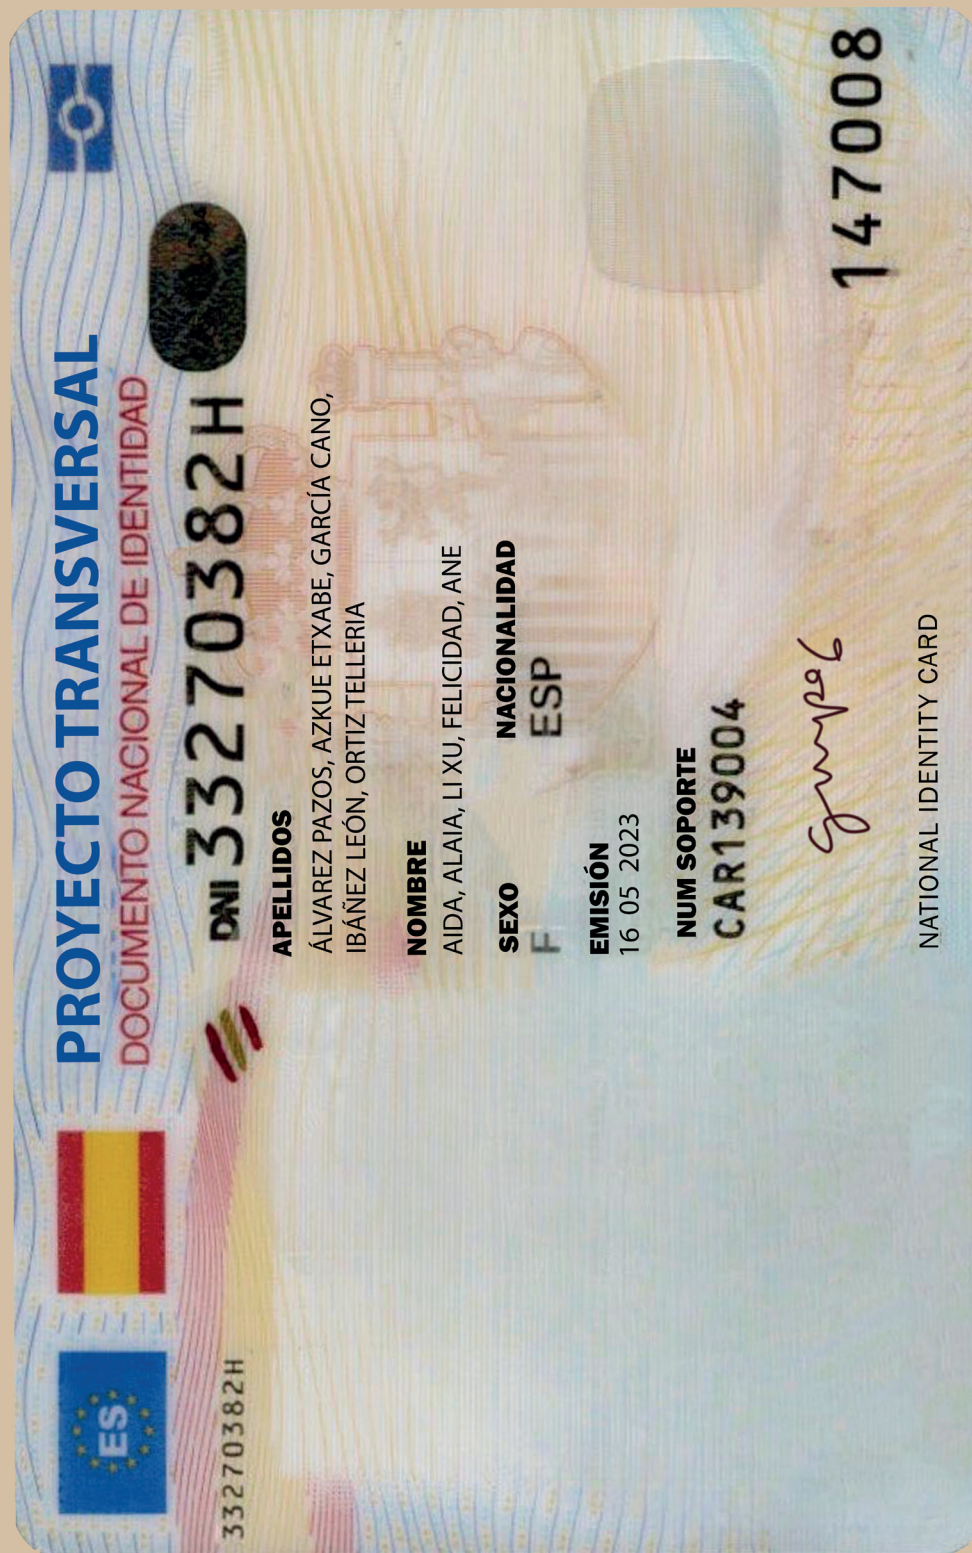 ES
PROYECTO TRANSVERSAL
DOCUMENTO NACIONAL DE IDENTIDAD
33270382H
DNI 33270382H
APELLIDOS
ÁLVAREZ PAZOS, AZKUE ETXABE, GARCÍA CANO,
IBÁÑEZ LEÓN, ORTIZ TELLERIA
NOMBRE
AIDA, ALAIA, LI XU, FELICIDAD, ANE
SEXO NACIONALIDAD
F ESP
EMISIÓN
16 05 2023
NUM SOPORTE
CAR139004
147008
NATIONAL IDENTITY CARD